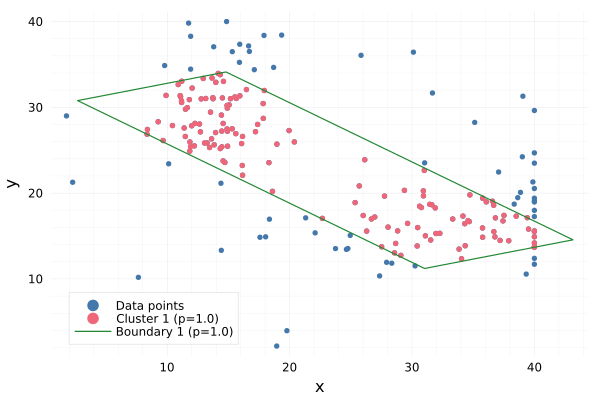 40
30
20
10
y
Data points
Cluster 1 (p=1.0)
Boundary 1 (p=1.0)
10 20 30 40
x